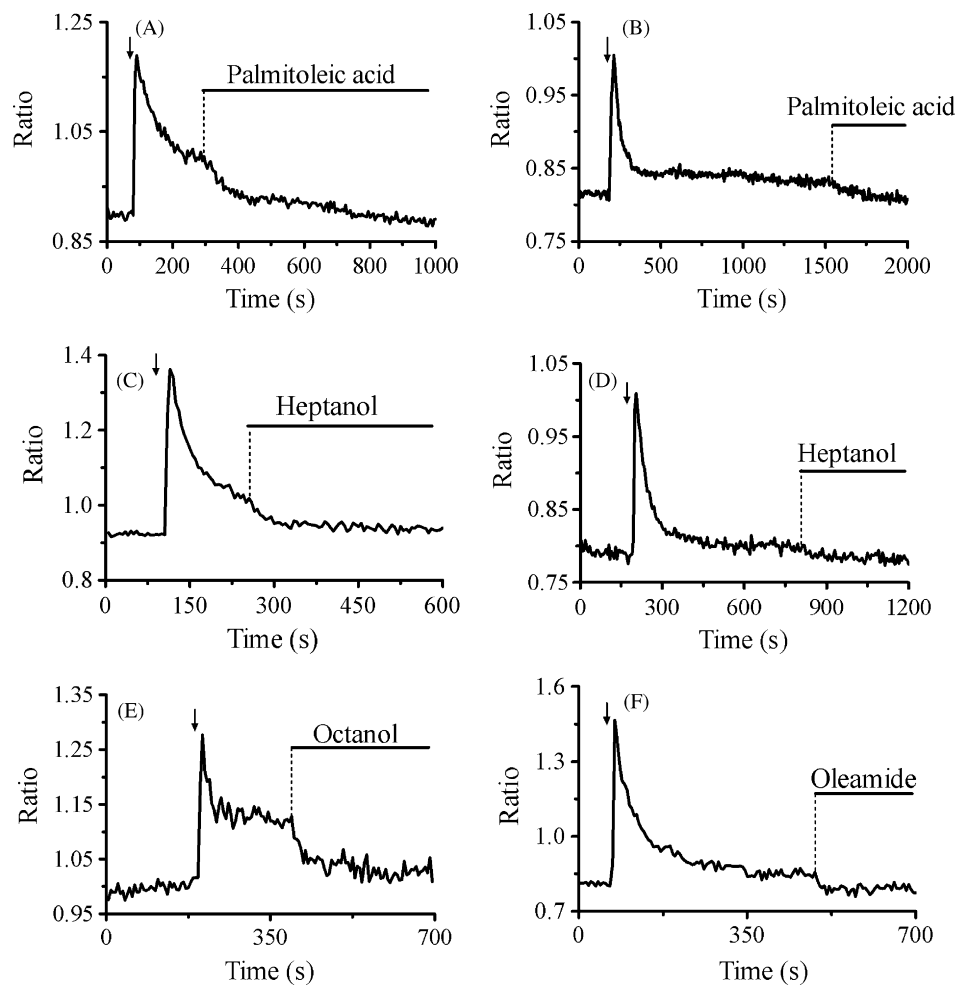 (A)
1.25
1.05
0.85
Ratio
Palmitoleic acid
0 200 400 600 800 1000
Time (s)
(B)
1.05
0.95
0.85
0.75
Ratio
Palmitoleic acid
0 500 1000 1500 2000
Time (s)
(C)
1.4
1.2
1.0
0.8
Ratio
Heptanol
0 150 300 450 600
Time (s)
(D)
1.05
0.95
0.85
0.75
Ratio
Heptanol
0 300 600 900 1200
Time (s)
(E)
1.35
1.25
1.15
1.05
0.95
Ratio
Octanol
0 350 700
Time (s)
(F)
1.6
1.3
1.0
0.7
Ratio
Oleamide
0 350 700
Time (s)